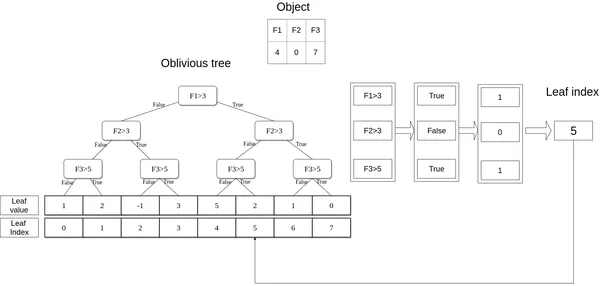 Object
F1 F2 F3
4 0 7
Oblivious tree
F1>3
False True
F2>3 F2>3
False True False True
F3>5 F3>5 F3>5 F3>5
False True False True False True False True
Leaf value 1 2 -1 3 5 2 1 0
Leaf Index 0 1 2 3 4 5 6 7
F1>3 True 1
F2>3 False 0
F3>5 True 1
Leaf index
5